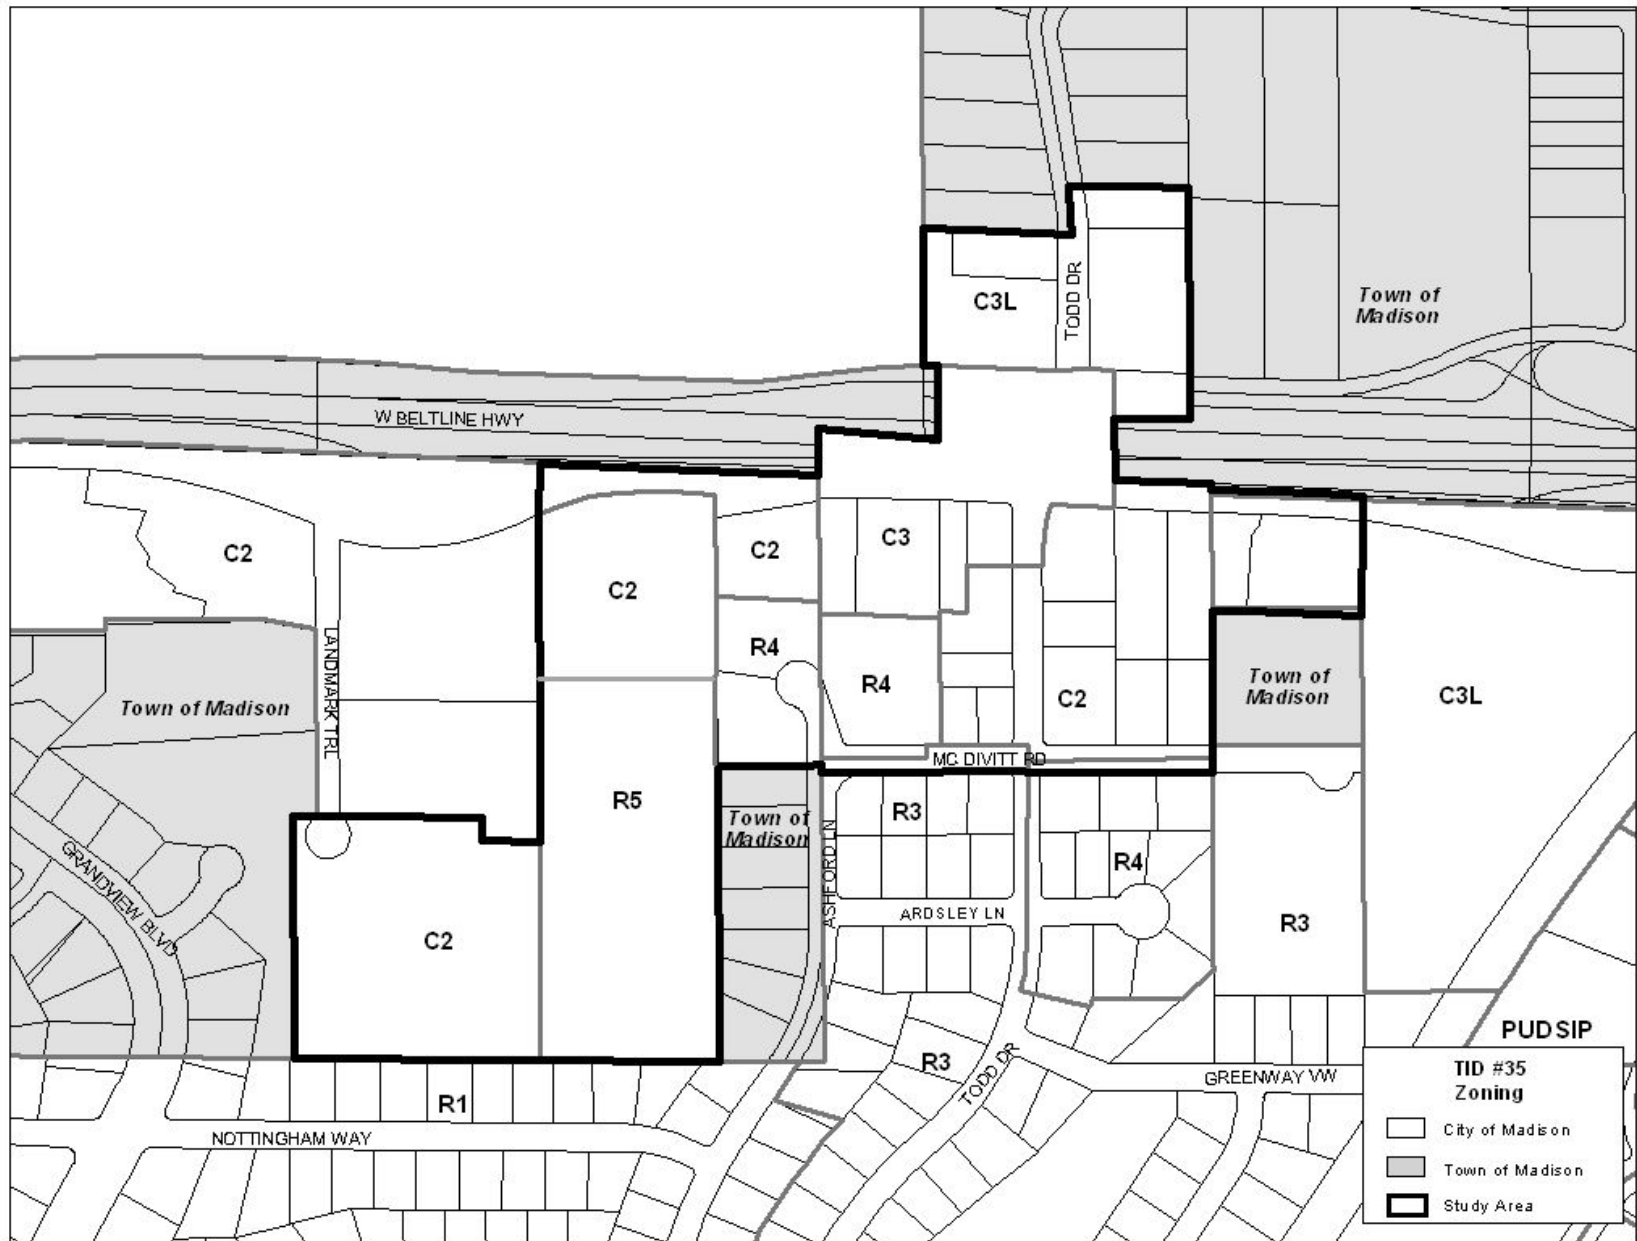 Town of
Madison
C3L
TODD DR
W BELTLINE HWY
C2
C2
C3
C2
R4
R4
Town of
Madison
C2
C3L
Town of Madison
LANDMARK TRL
MC DIVITT RD
R5
Town of
Madison
R3
ASHFORD LN
R4
GRANDVIEW BLVD
ARDSLEY LN
R3
C2
PUDSIP
R3
TODD DR
GREENWAY VW
R1
NOTTINGHAM WAY
TID #35
Zoning
City of Madison
Town of Madison
Study Area